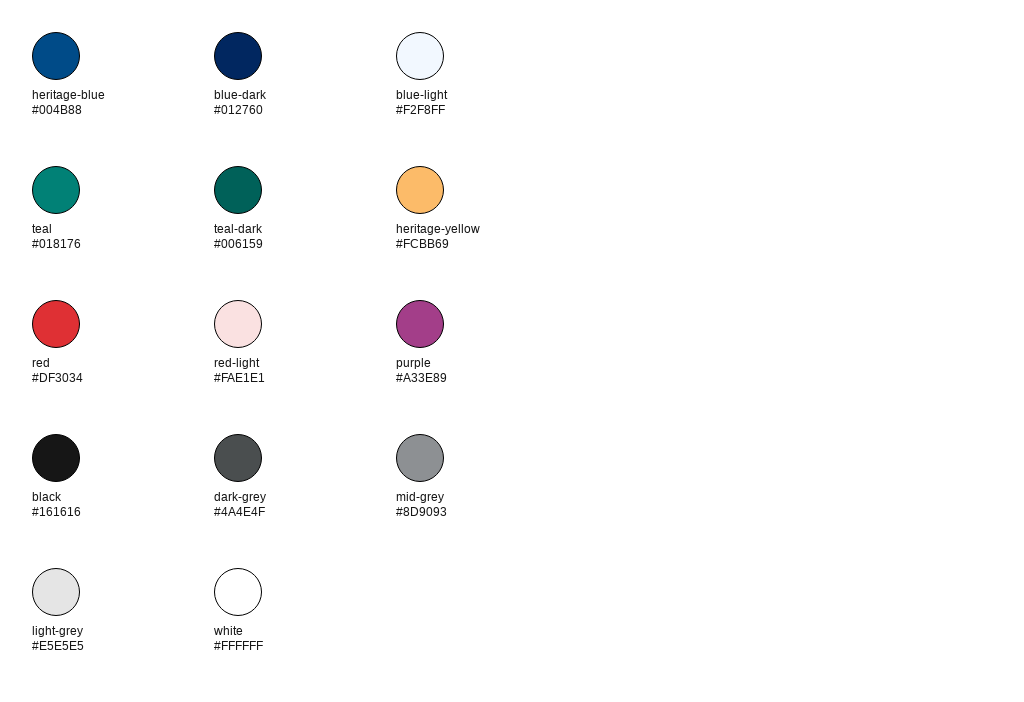 heritage-blue
#004B88
blue-dark
#012760
blue-light
#F2F8FF
teal
#018176
teal-dark
#006159
heritage-yellow
#FCBB69
red
#DF3034
red-light
#FAE1E1
purple
#A33E89
black
#161616
dark-grey
#4A4E4F
mid-grey
#8D9093
light-grey
#E5E5E5
white
#FFFFFF